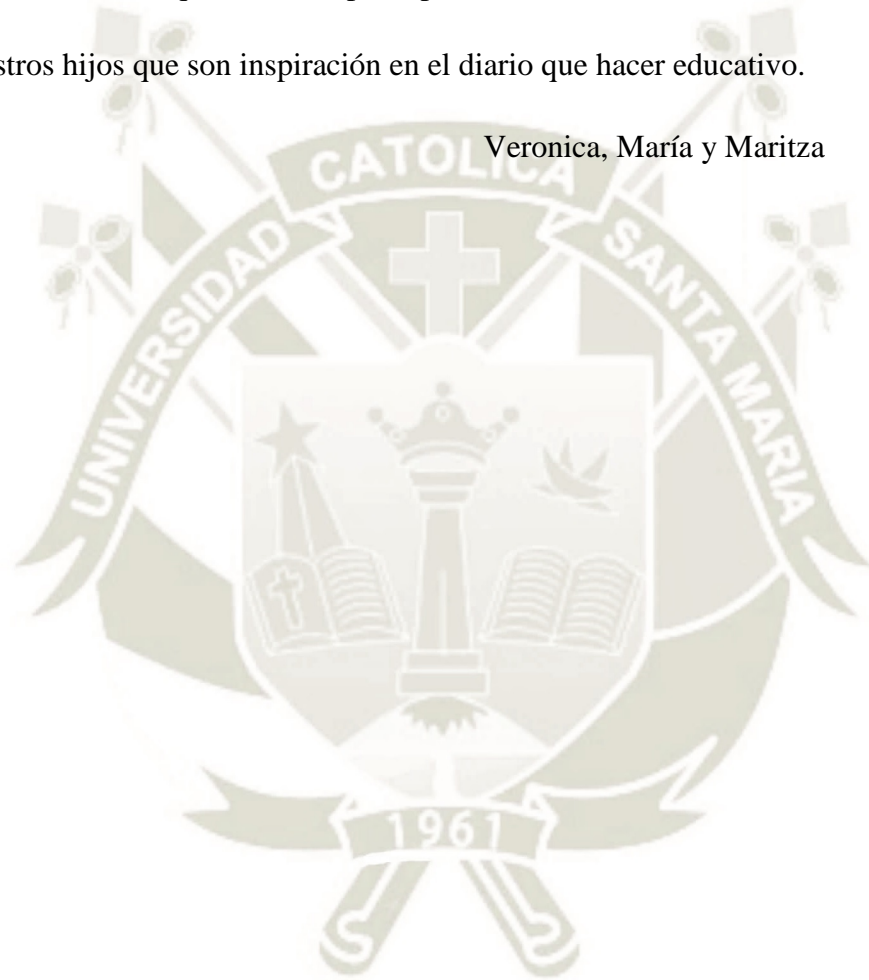 stros hijos que son inspiración en el diario que hacer educativo.
Veronica, María y Maritza
UNIVERSIDAD CATOLICA SANTA MARIA
1961